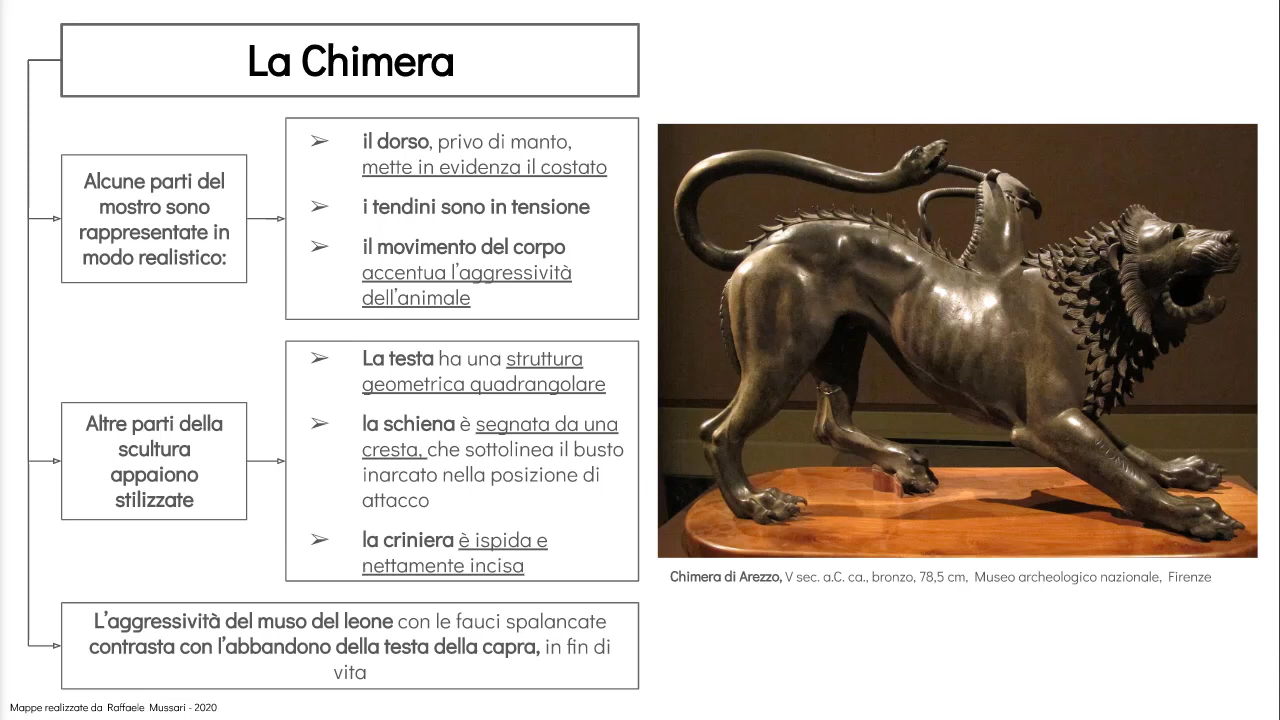 La Chimera
Alcune parti del
mostro sono
rappresentate in
modo realistico:
➢ il dorso, privo di manto,
mette in evidenza il costato
➢ i tendini sono in tensione
➢ il movimento del corpo
accentua l'aggressività
dell'animale
Altre parti della
scultura
appaiono
stilizzate
➢ La testa ha una struttura
geometrica quadrangolare
➢ la schiena è segnata da una
cresta, che sottolinea il busto
inarcato nella posizione di
attacco
➢ la criniera è ispida e
nettamente incisa
L'aggressività del muso del leone con le fauci spalancate
contrasta con l'abbandono della testa della capra, in fin di
vita
Chimera di Arezzo, V sec. a.C. ca., bronzo, 78,5 cm, Museo archeologico nazionale, Firenze
Mappe realizzate da Raffaele Mussari - 2020